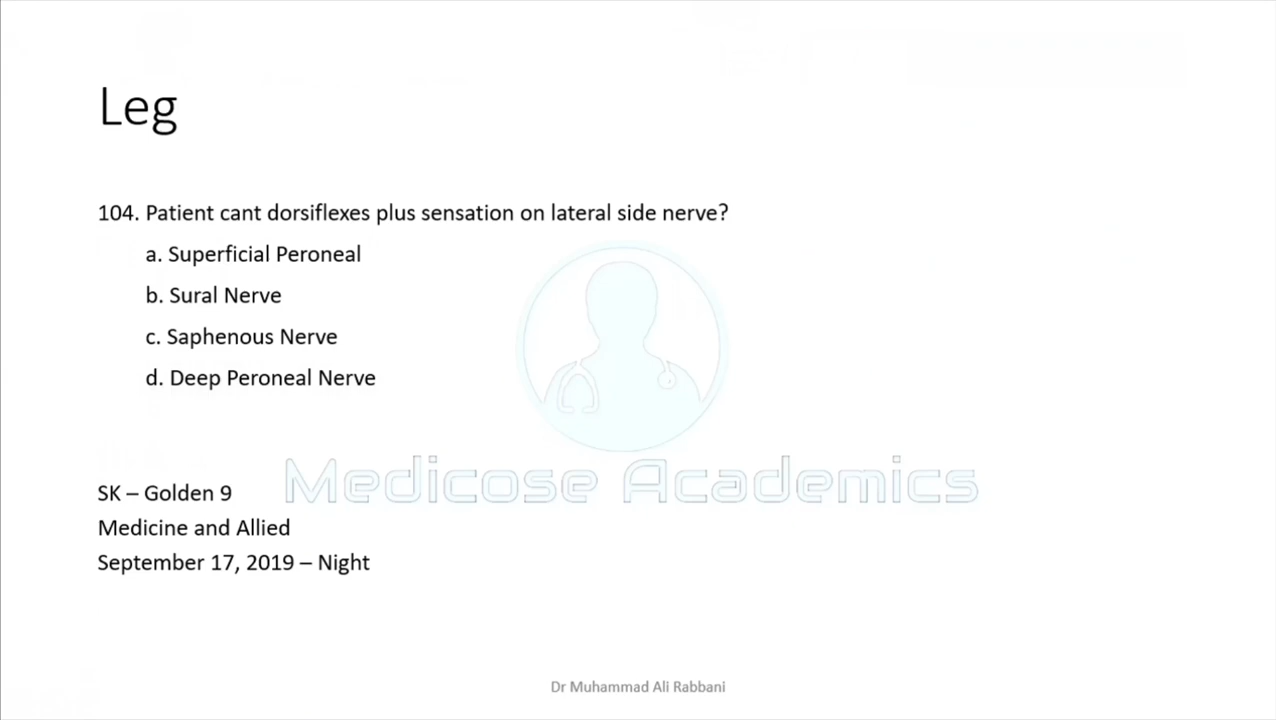 Leg
104. Patient cant dorsiflexes plus sensation on lateral side nerve?
a. Superficial Peroneal
b. Sural Nerve
c. Saphenous Nerve
d. Deep Peroneal Nerve
Medicose Academics
SK – Golden 9
Medicine and Allied
September 17, 2019 – Night
Dr Muhammad Ali Rabbani